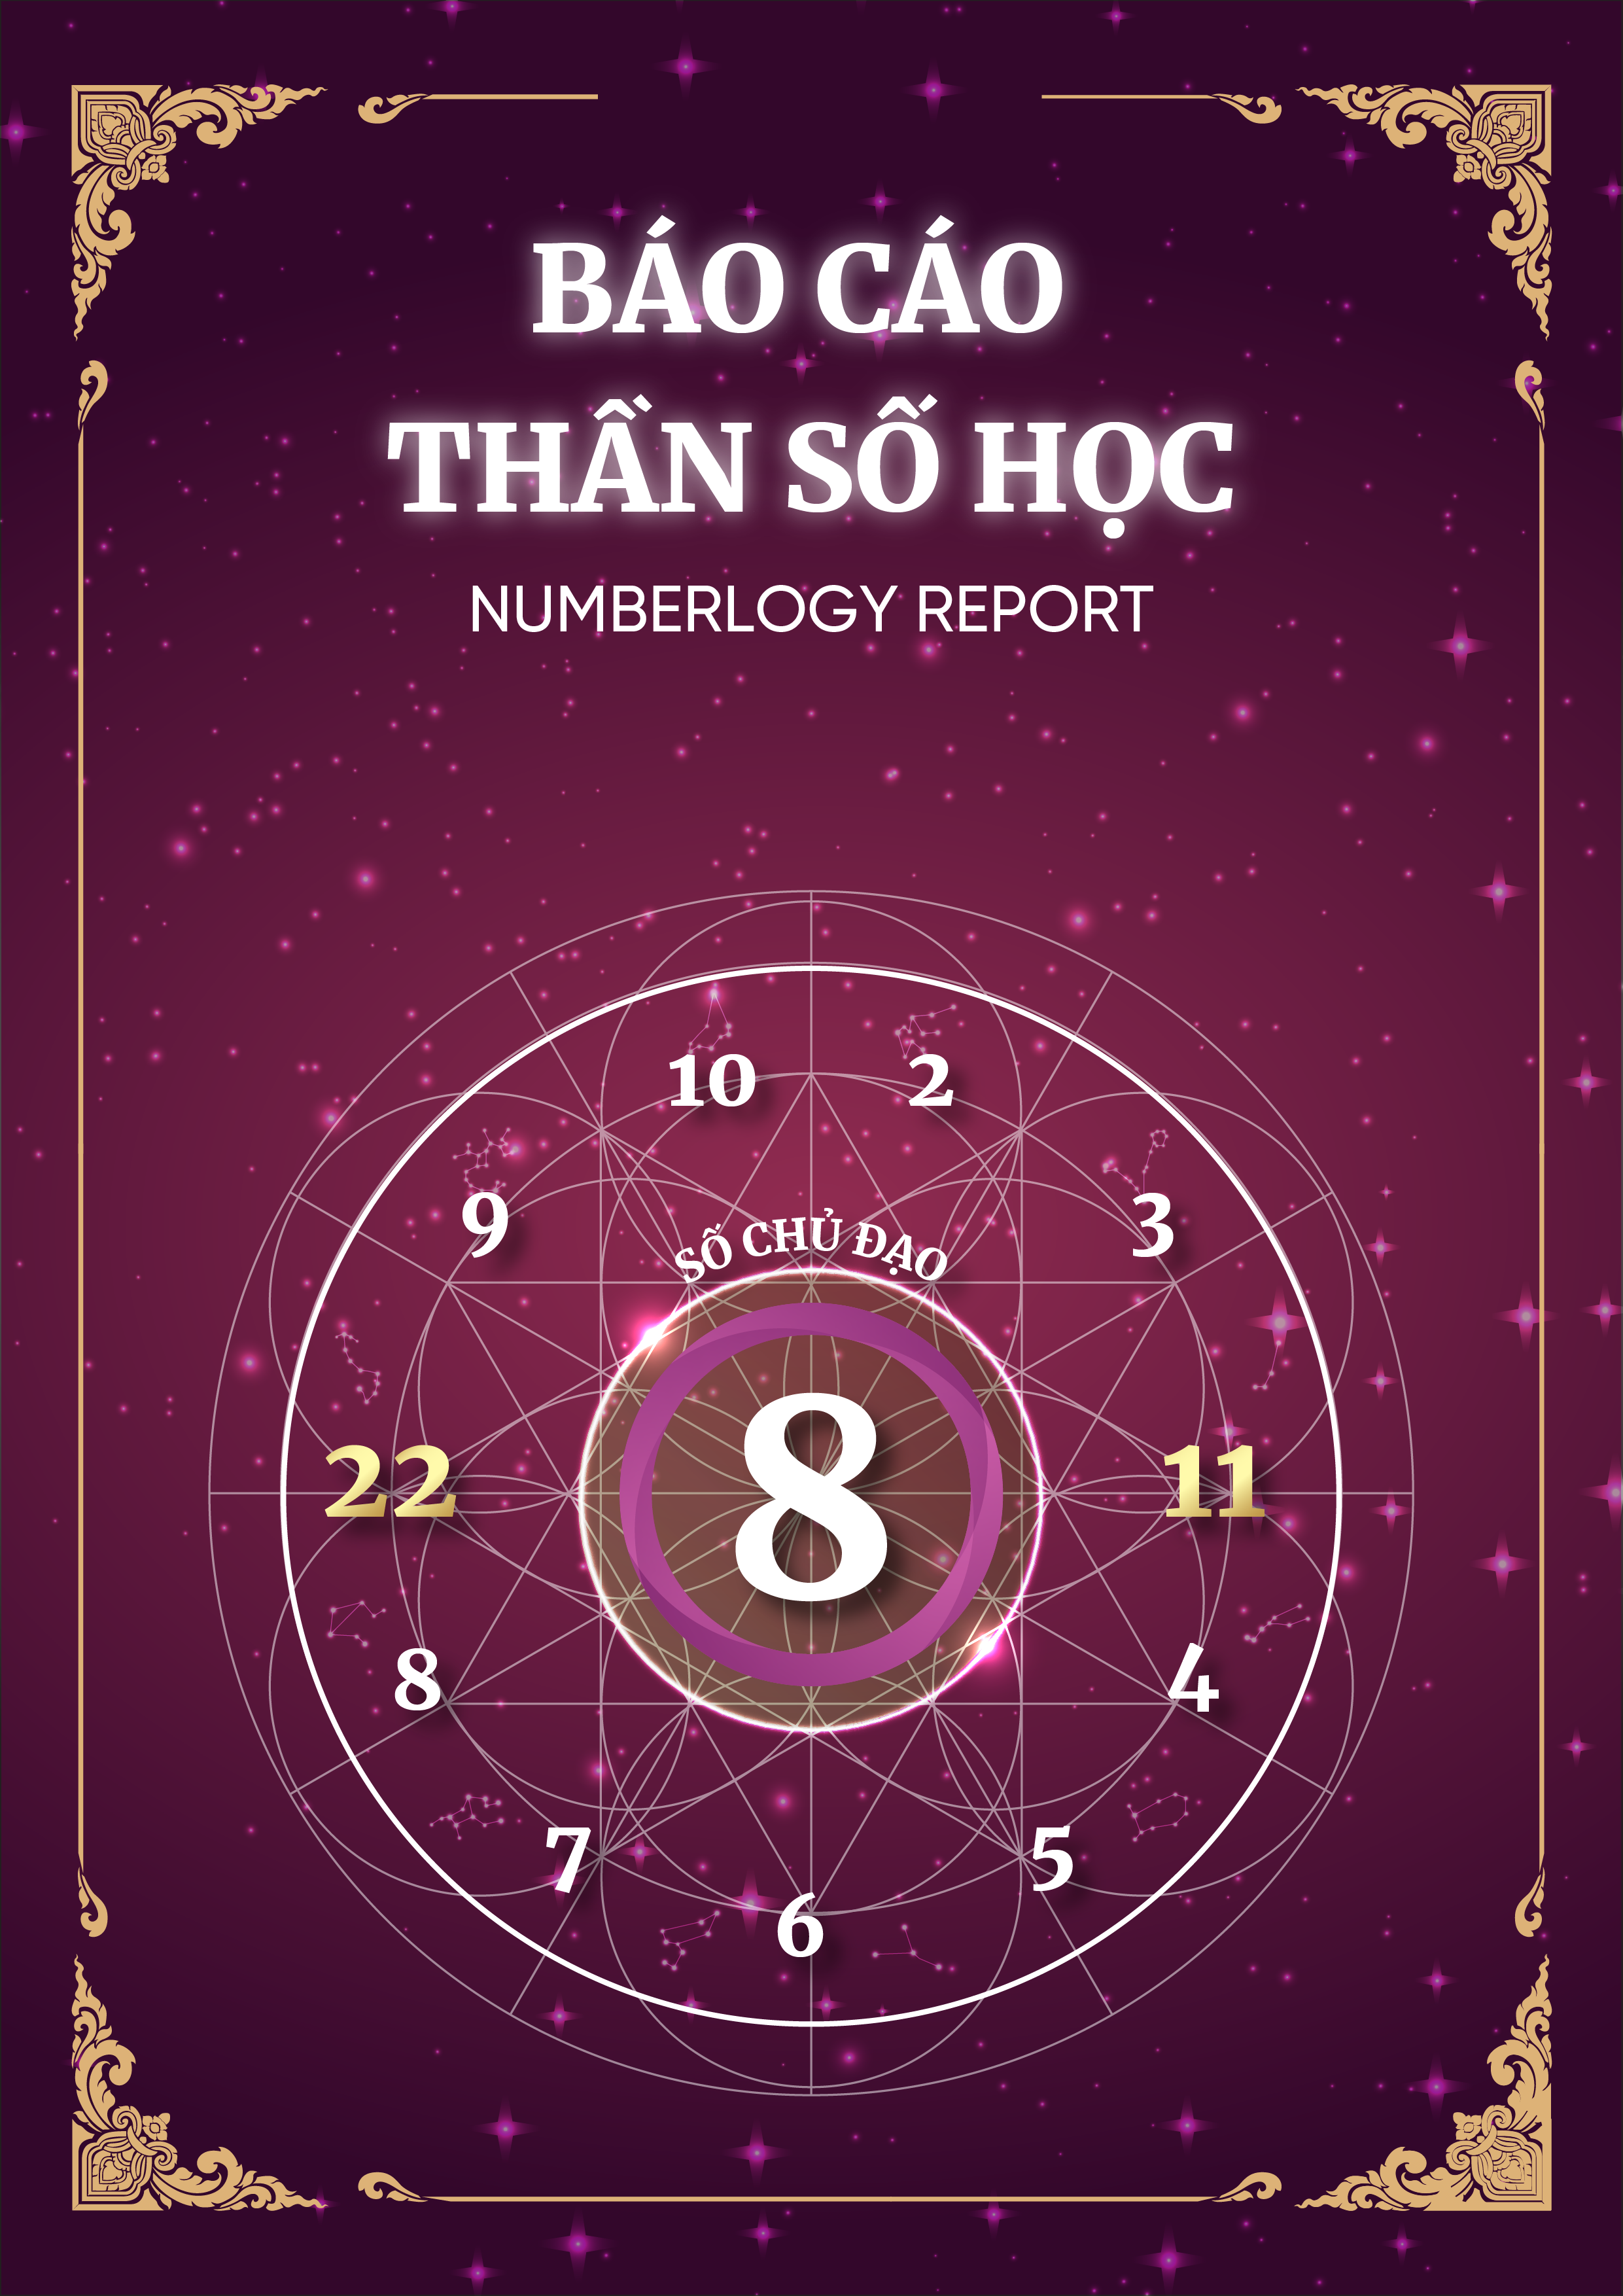 BÁO CÁO
THẦN SỐ HỌC
NUMBERLOGY REPORT
10 2
9 3
SỐ CHỦ ĐẠO
22 8 11
8 4
7 5
6